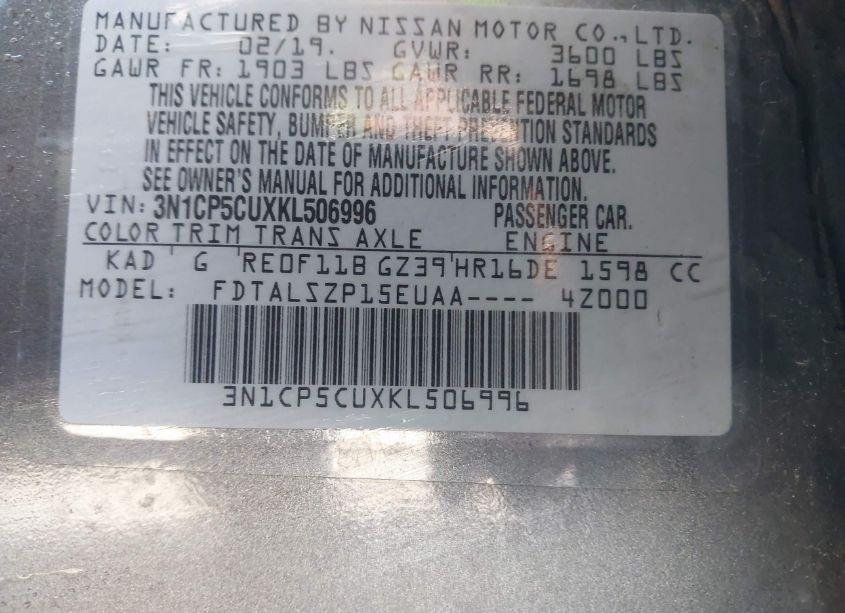 MANUFACTURED BY NISSAN MOTOR CO.,LTD.
DATE: 02/19. GVWR: 3600 LBS
GAWR FR: 1903 LBS GAWR RR: 1698 LBS
THIS VEHICLE CONFORMS TO ALL APPLICABLE FEDERAL MOTOR
VEHICLE SAFETY, BUMPER AND THEFT PREVENTION STANDARDS
IN EFFECT ON THE DATE OF MANUFACTURE SHOWN ABOVE.
SEE OWNER'S MANUAL FOR ADDITIONAL INFORMATION.
VIN: 3N1CP5CUXKL506996 PASSENGER CAR.
COLOR TRIM TRANS AXLE ENGINE
KAD G RE0F11B GZ39 HR16DE 1598 CC
MODEL: FDTALSZP15EUAA---- 4Z000
3N1CP5CUXKL506996